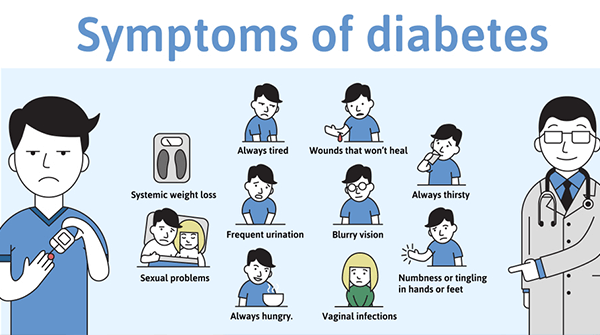 Symptoms of diabetes
Always tired
Wounds that won't heal
Systemic weight loss
Always thirsty
Frequent urination
Blurry vision
Sexual problems
Numbness or tingling
in hands or feet
Always hungry.
Vaginal infections